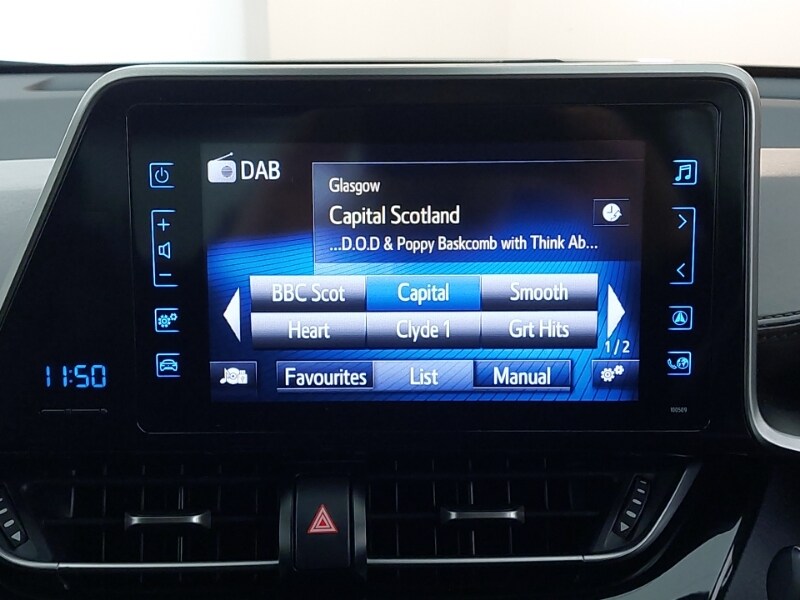 DAB
Glasgow
Capital Scotland
...D.O.D & Poppy Baskcomb with Think Ab...
BBC Scot Capital Smooth
Heart Clyde 1 Grt Hits
1/2
Favourites List Manual
11:50